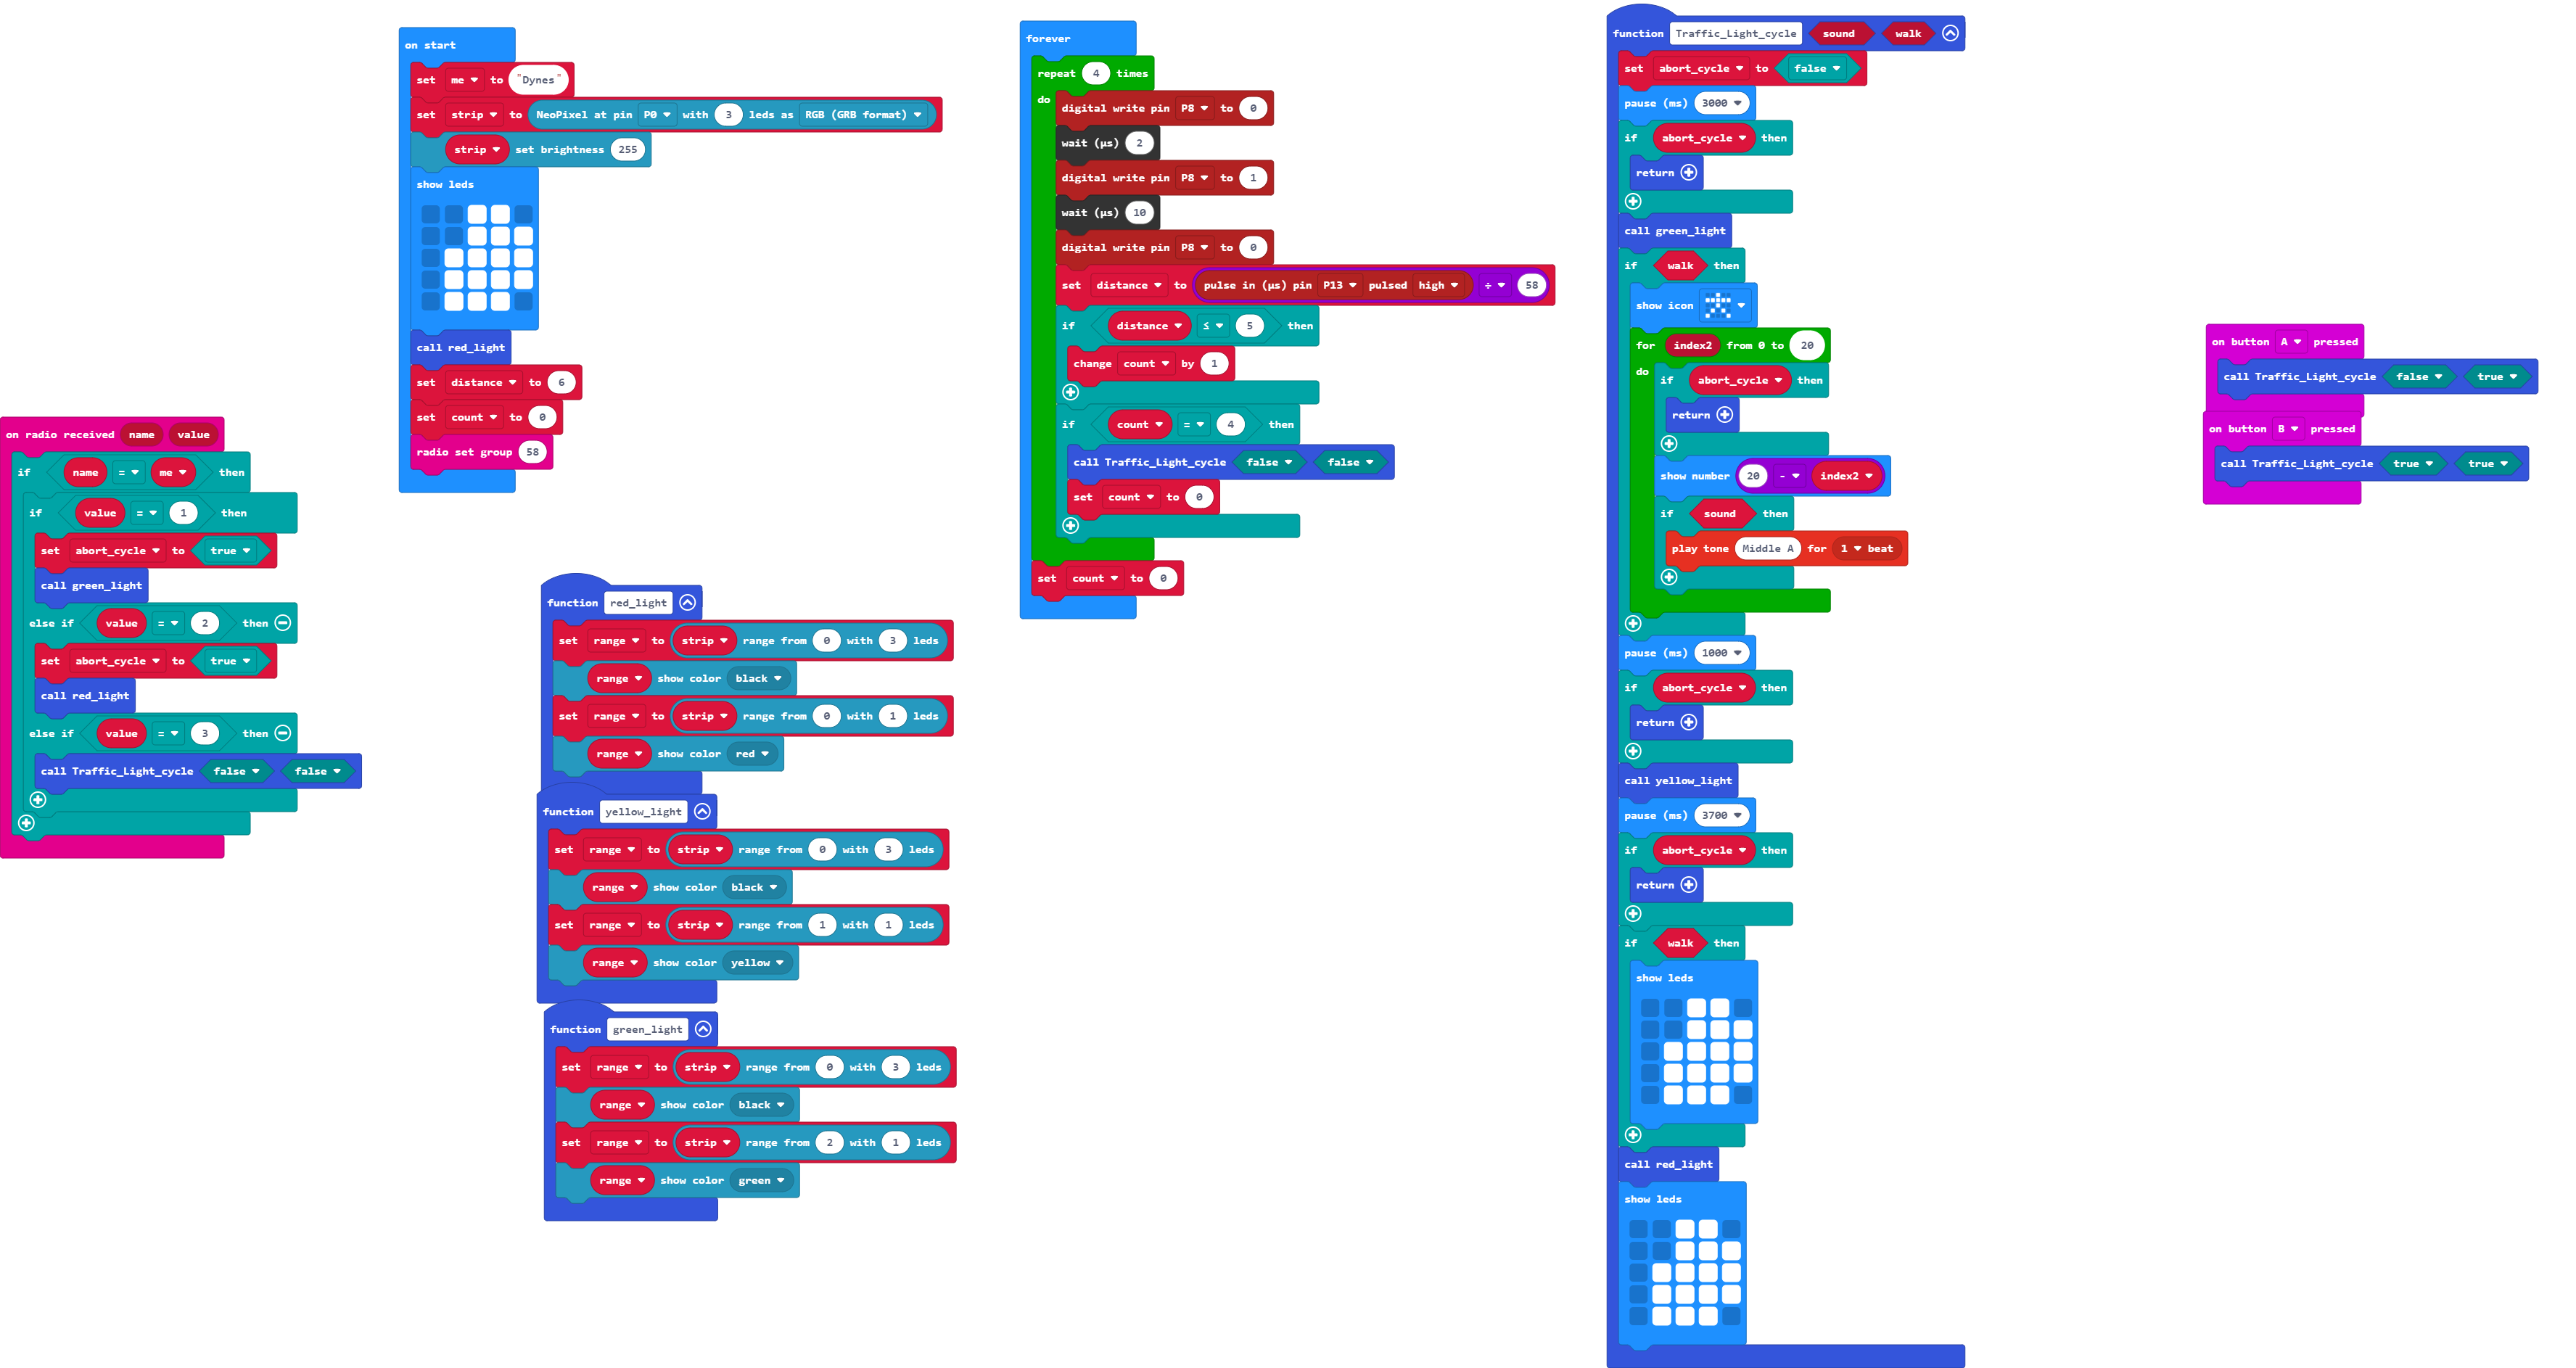 on start
set me to "Dynes"
set strip to NeoPixel at pin P0 with 3 leds as RGB (GRB format)
strip set brightness 255
show leds
call red_light
set distance to 6
set count to 0
radio set group 58
on radio received name value
if name = me then
if value = 1 then
set abort_cycle to true
call green_light
else if value = 2 then
set abort_cycle to true
call red_light
else if value = 3 then
call Traffic_Light_cycle false false
function red_light
set range to strip range from 0 with 3 leds
range show color black
set range to strip range from 0 with 1 leds
range show color red
function yellow_light
set range to strip range from 0 with 3 leds
range show color black
set range to strip range from 1 with 1 leds
range show color yellow
function green_light
set range to strip range from 0 with 3 leds
range show color black
set range to strip range from 2 with 1 leds
range show color green
forever
repeat 4 times
do
digital write pin P8 to 0
wait (µs) 2
digital write pin P8 to 1
wait (µs) 10
digital write pin P8 to 0
set distance to pulse in (µs) pin P13 pulsed high ÷ 58
if distance ≤ 5 then
change count by 1
if count = 4 then
call Traffic_Light_cycle false false
set count to 0
set count to 0
function Traffic_Light_cycle sound walk
set abort_cycle to false
pause (ms) 3000
if abort_cycle then
return
call green_light
if walk then
show icon
for index2 from 0 to 20
do
if abort_cycle then
return
show number 20 - index2
if sound then
play tone Middle A for 1 beat
pause (ms) 1000
if abort_cycle then
return
call yellow_light
pause (ms) 3700
if abort_cycle then
return
if walk then
show leds
call red_light
show leds
on button A pressed
call Traffic_Light_cycle false true
on button B pressed
call Traffic_Light_cycle true true